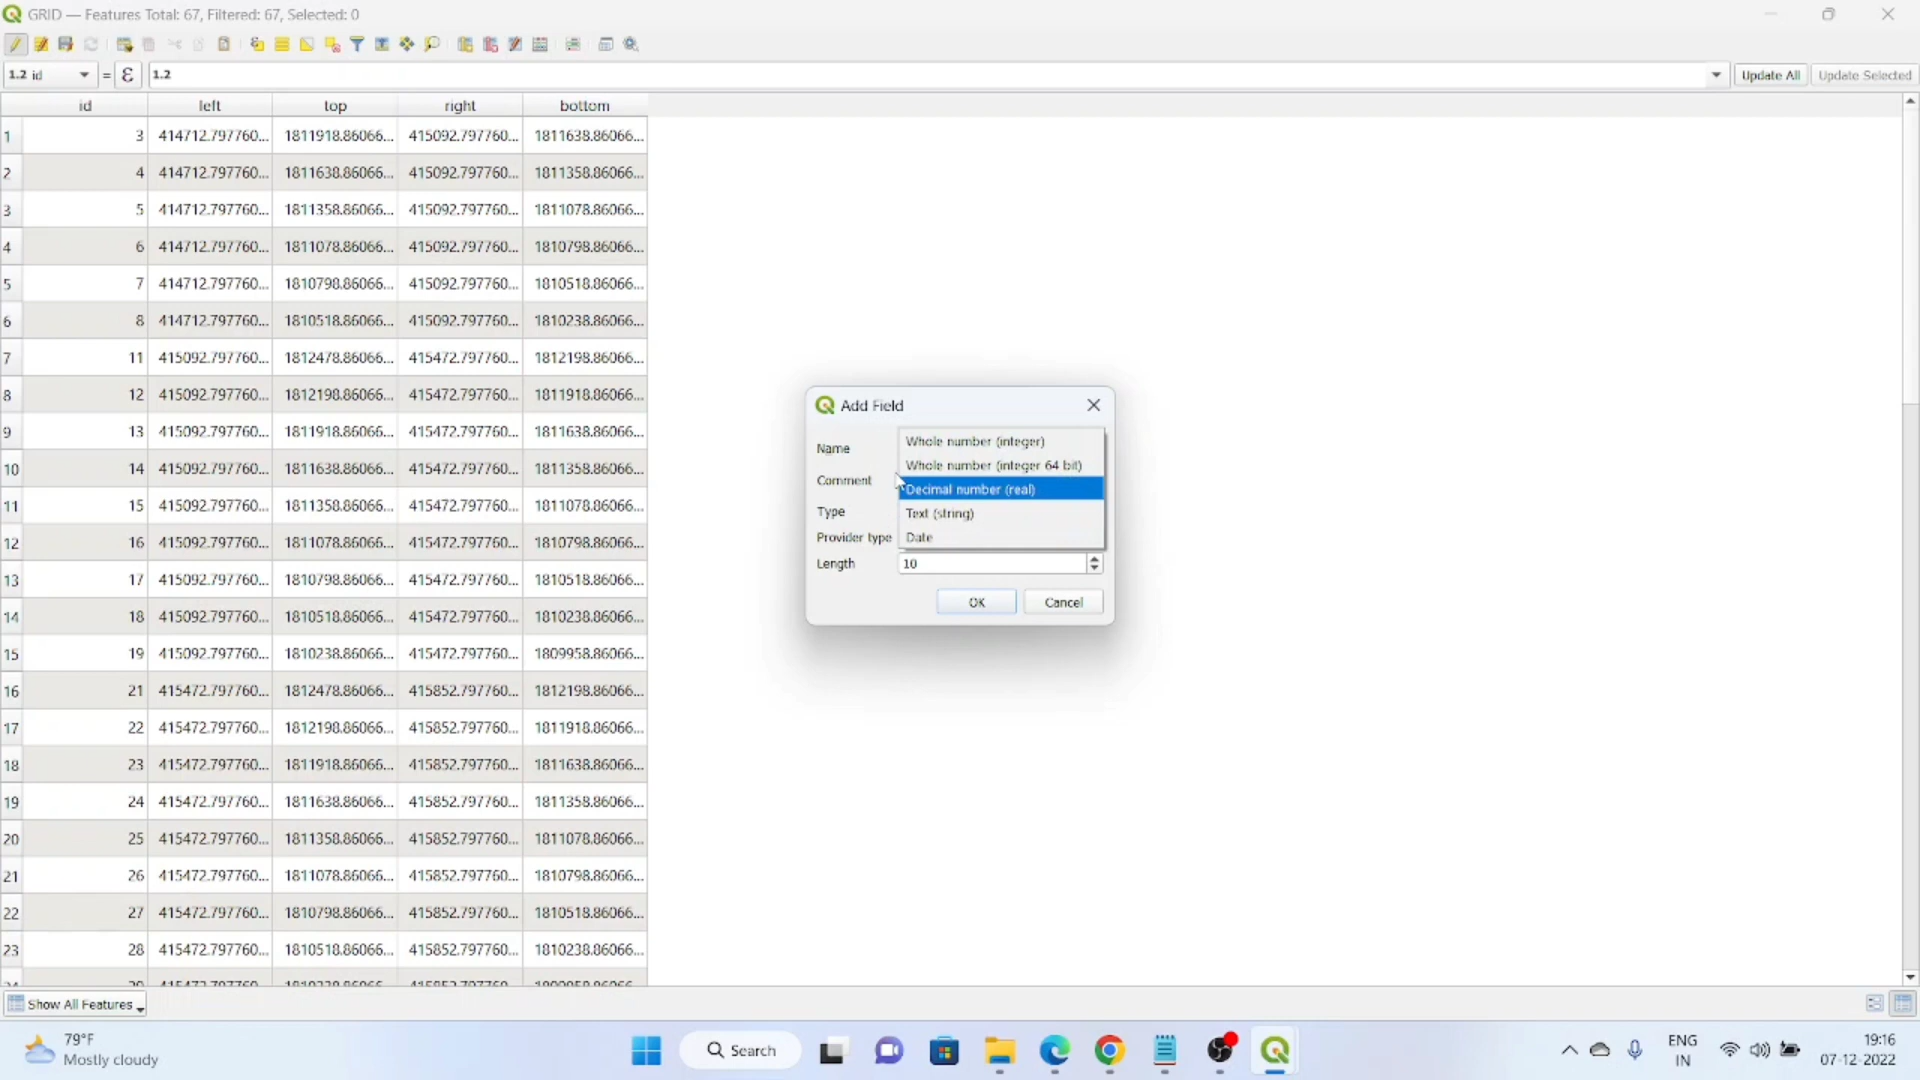 GRID — Features Total: 67, Filtered: 67, Selected: 0
1.2 id = ε 1.2 Update All Update Selected
id left top right bottom
1 3 414712.797760... 1811918.86066... 415092.797760... 1811638.86066...
2 4 414712.797760... 1811638.86066... 415092.797760... 1811358.86066...
3 5 414712.797760... 1811358.86066... 415092.797760... 1811078.86066...
4 6 414712.797760... 1811078.86066... 415092.797760... 1810798.86066...
5 7 414712.797760... 1810798.86066... 415092.797760... 1810518.86066...
6 8 414712.797760... 1810518.86066... 415092.797760... 1810238.86066...
7 11 415092.797760... 1812478.86066... 415472.797760... 1812198.86066...
8 12 415092.797760... 1812198.86066... 415472.797760... 1811918.86066...
9 13 415092.797760... 1811918.86066... 415472.797760... 1811638.86066...
10 14 415092.797760... 1811638.86066... 415472.797760... 1811358.86066...
11 15 415092.797760... 1811358.86066... 415472.797760... 1811078.86066...
12 16 415092.797760... 1811078.86066... 415472.797760... 1810798.86066...
13 17 415092.797760... 1810798.86066... 415472.797760... 1810518.86066...
14 18 415092.797760... 1810518.86066... 415472.797760... 1810238.86066...
15 19 415092.797760... 1810238.86066... 415472.797760... 1809958.86066...
16 21 415472.797760... 1812478.86066... 415852.797760... 1812198.86066...
17 22 415472.797760... 1812198.86066... 415852.797760... 1811918.86066...
18 23 415472.797760... 1811918.86066... 415852.797760... 1811638.86066...
19 24 415472.797760... 1811638.86066... 415852.797760... 1811358.86066...
20 25 415472.797760... 1811358.86066... 415852.797760... 1811078.86066...
21 26 415472.797760... 1811078.86066... 415852.797760... 1810798.86066...
22 27 415472.797760... 1810798.86066... 415852.797760... 1810518.86066...
23 28 415472.797760... 1810518.86066... 415852.797760... 1810238.86066...
Add Field
Name
Comment
Type
Provider type
Length 10
Whole number (integer)
Whole number (integer 64 bit)
Decimal number (real)
Text (string)
Date
OK Cancel
Show All Features
79°F
Mostly cloudy
Search
ENG
IN
19:16
07-12-2022